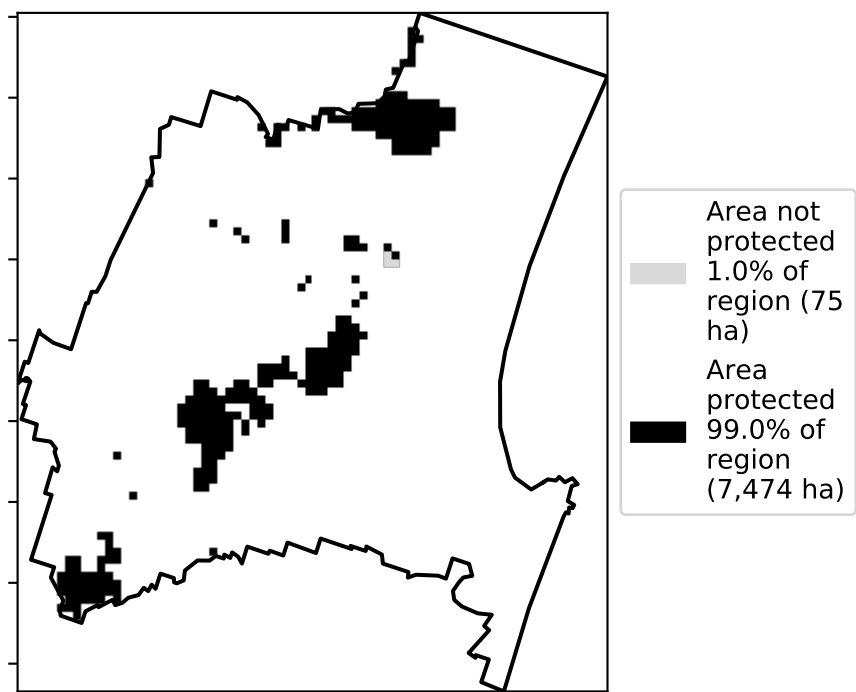 Area not
protected
1.0% of
region (75
ha)
Area
protected
99.0% of
region
(7,474 ha)